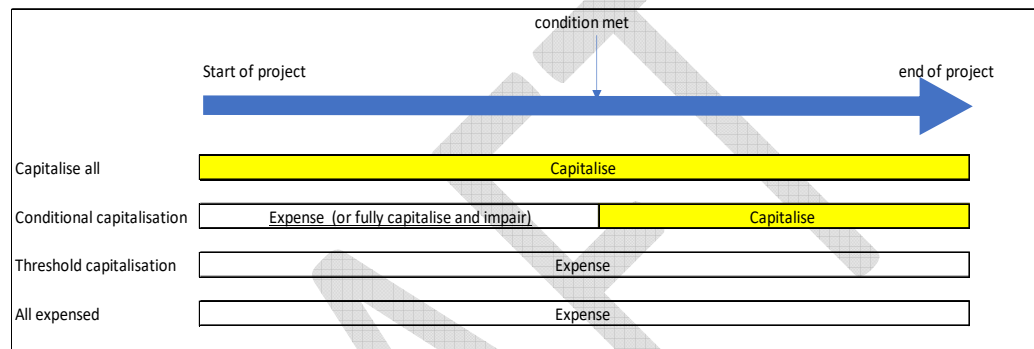 condition met
Start of project
end of project
Capitalise all
Capitalise
Conditional capitalisation
Expense (or fully capitalise and impair)
Capitalise
Threshold capitalisation
Expense
All expensed
Expense